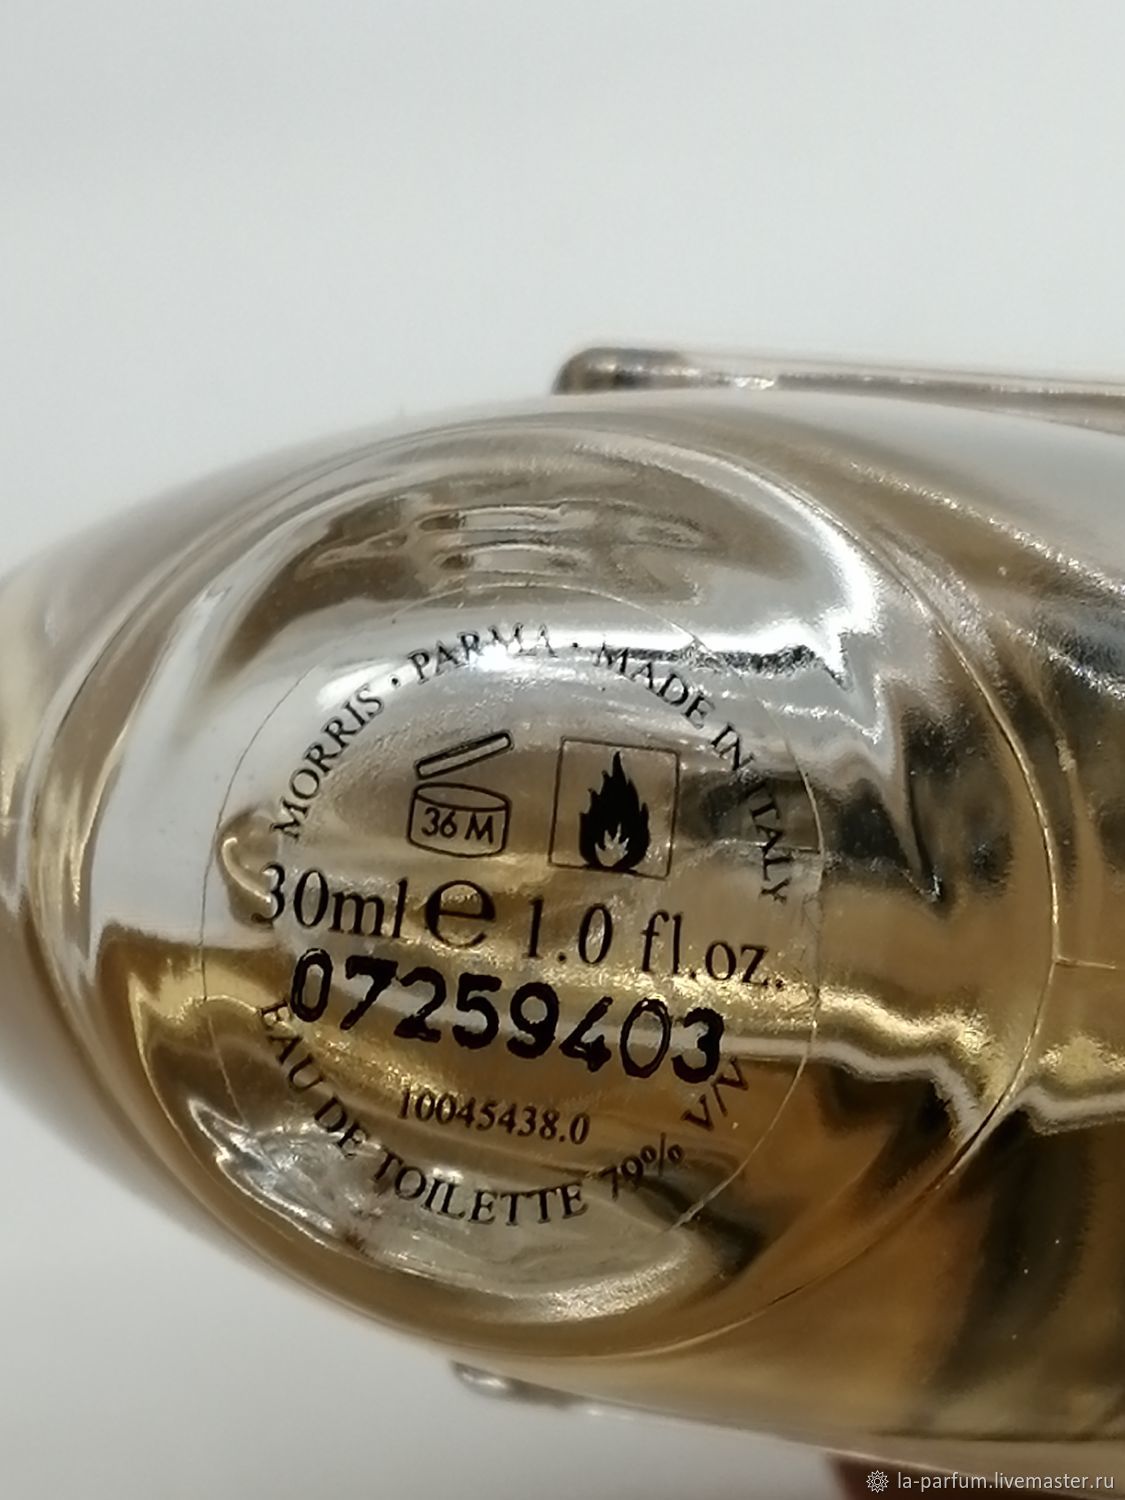 MORRIS · PARMA · MADE IN ITALY
36 M
30ml e 1.0 fl.oz.
07259403
10045438.0
EAU DE TOILETTE 79% V/V
la-parfum.livemaster.ru